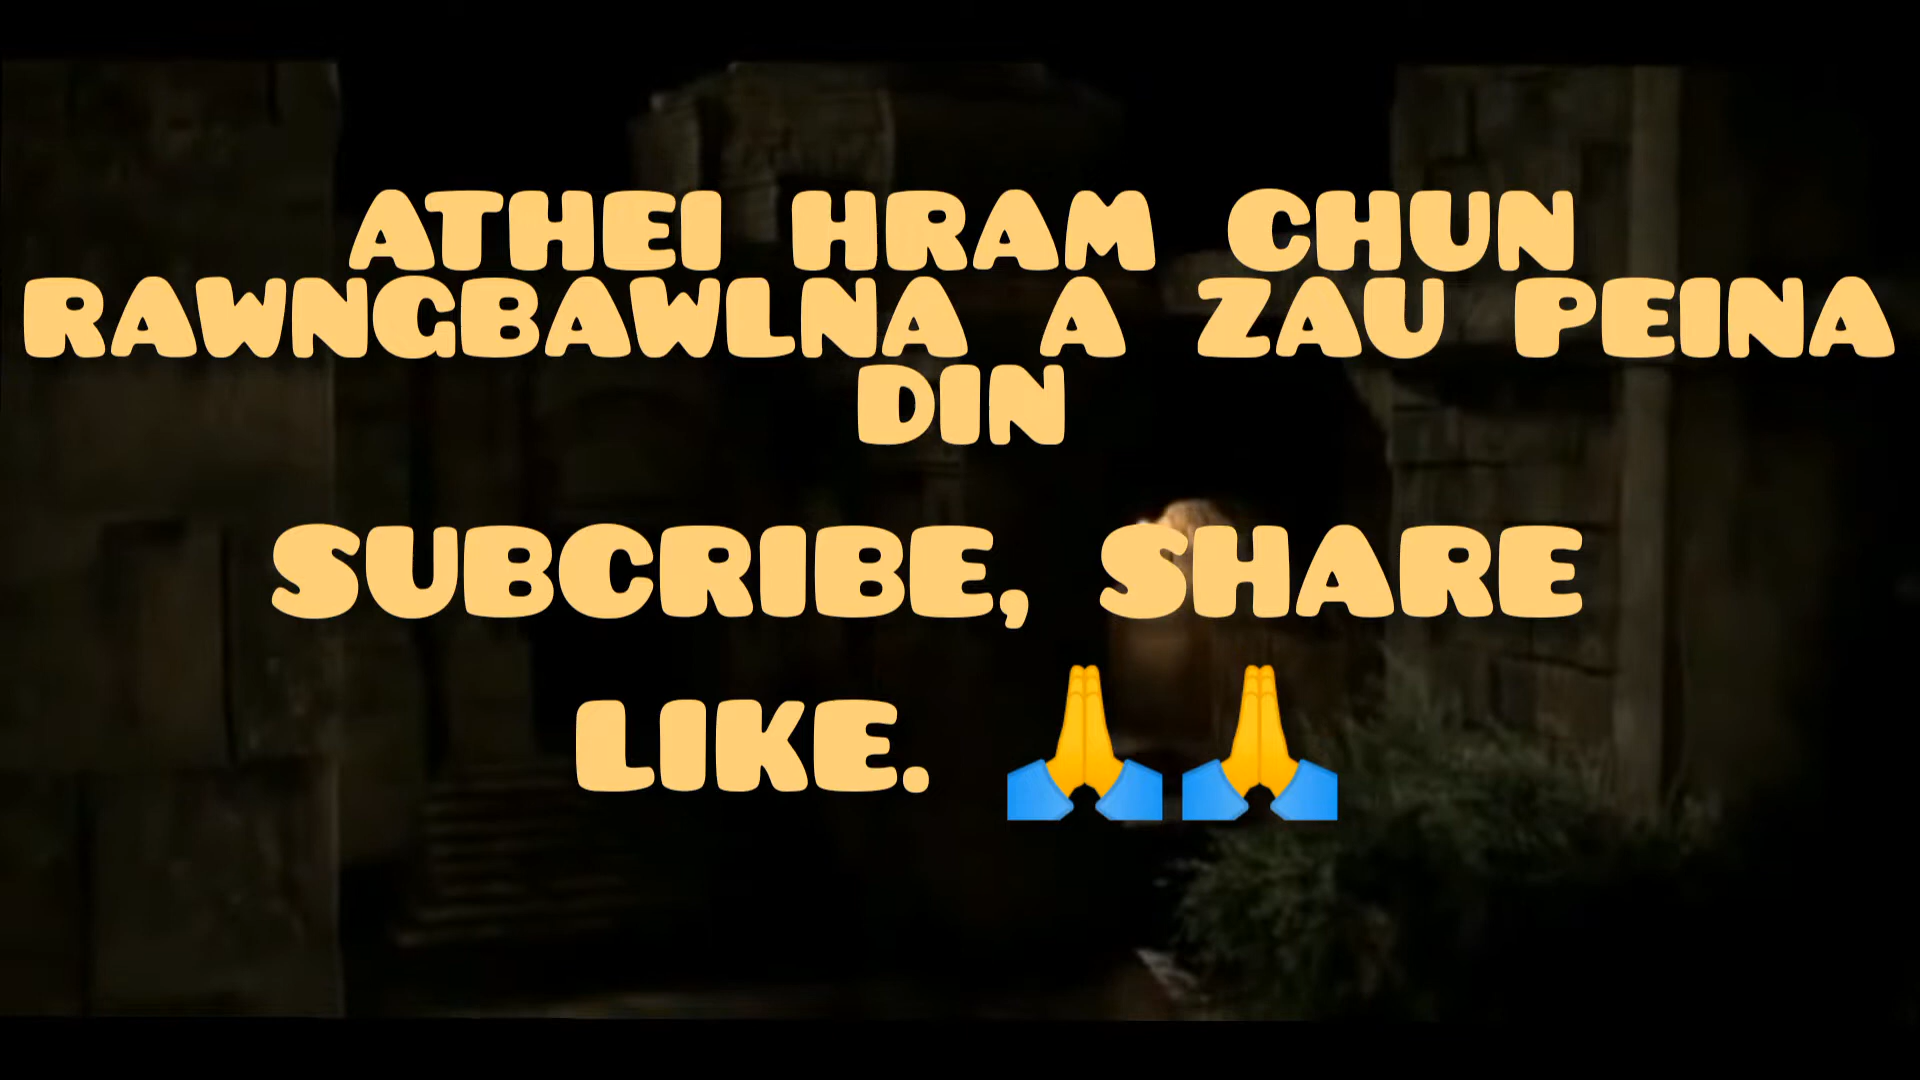 ATHEI HRAM CHUN
RAWNGBAWLNA A ZAU PEINA
DIN
SUBCRIBE, SHARE
LIKE. 🙏🙏